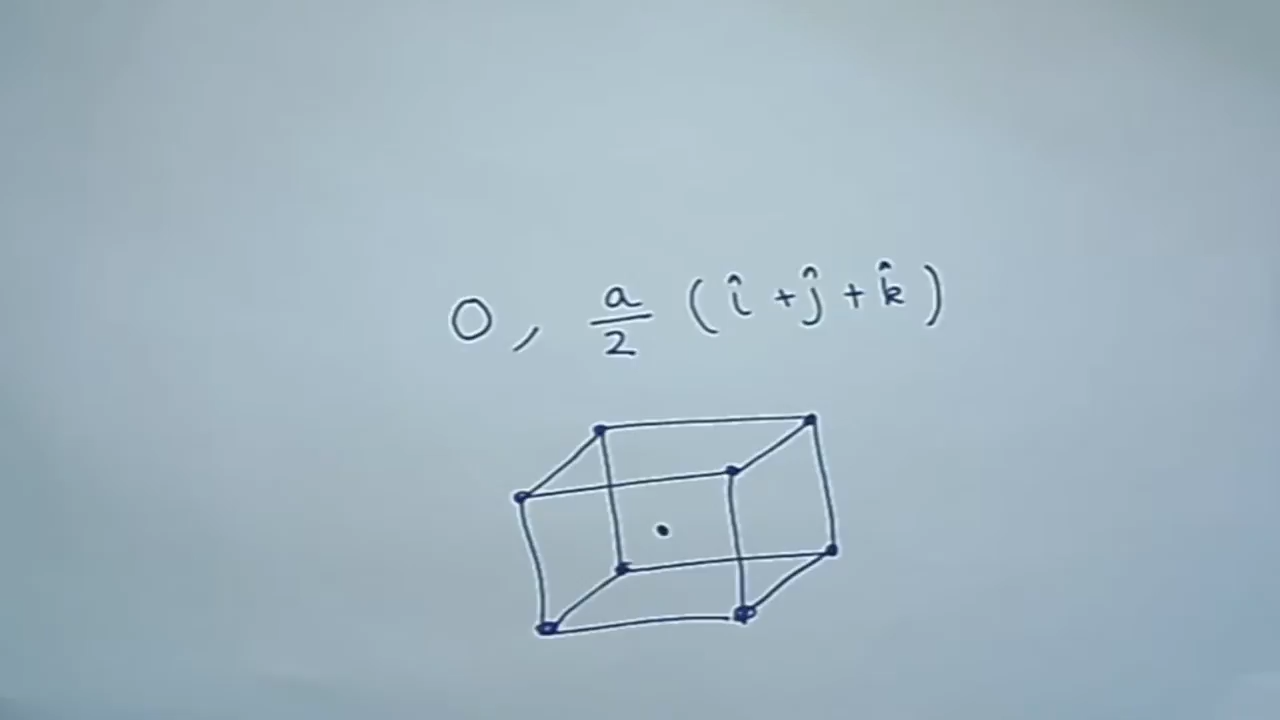 0, a/2 (î + ĵ + k̂)